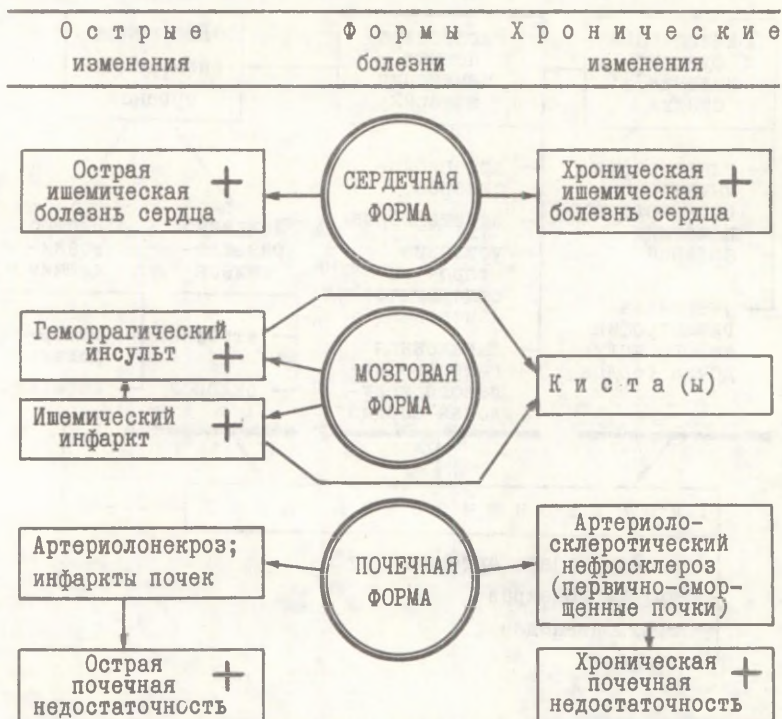 Острые
изменения
Формы
болезни
Хронические
изменения
Острая
ишемическая
болезнь сердца
+
СЕРДЕЧНАЯ
ФОРМА
Хроническая
ишемическая
болезнь сердца
+
Геморрагический
инсульт
+
Ишемический
инфаркт
+
МОЗГОВАЯ
ФОРМА
Киста(ы)
Артериолонекроз;
инфаркты почек
ПОЧЕЧНАЯ
ФОРМА
Артериоло-
склеротический
нефросклероз
(первично-смор-
щенные почки)
Острая
почечная
недостаточность
+
Хроническая
почечная
недостаточность
+